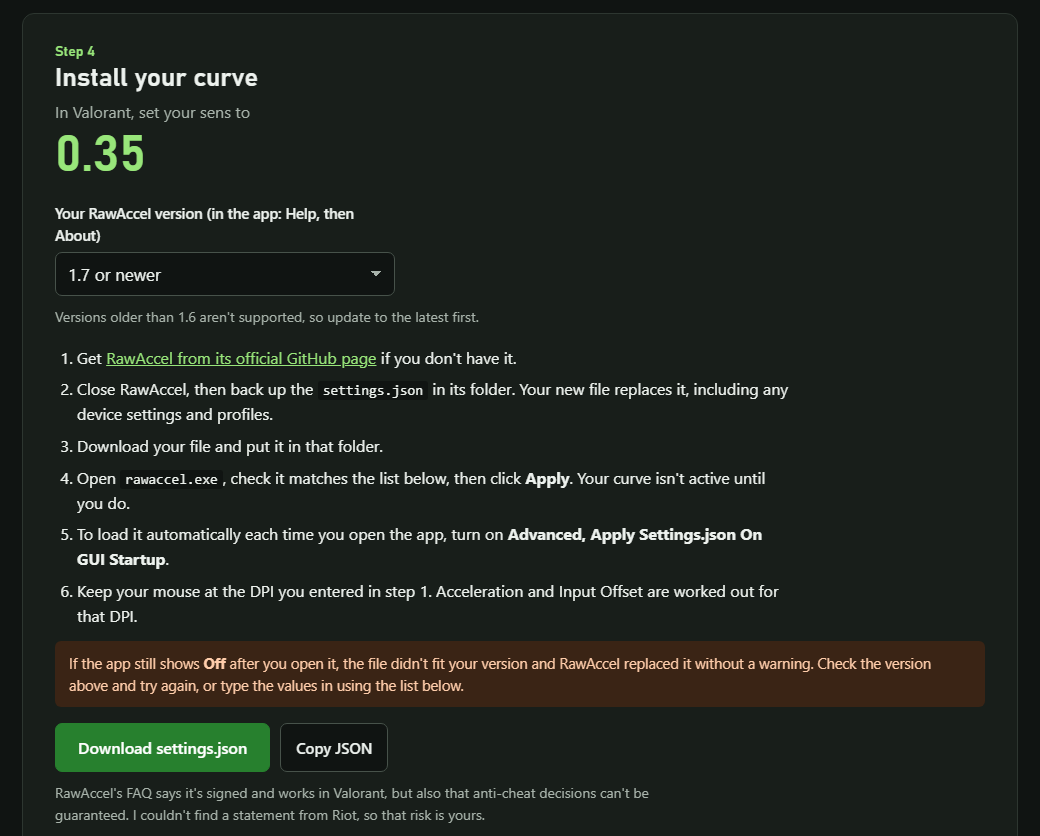 Step 4
Install your curve
In Valorant, set your sens to
0.35
Your RawAccel version (in the app: Help, then
About)
1.7 or newer
Versions older than 1.6 aren't supported, so update to the latest first.
1. Get RawAccel from its official GitHub page if you don't have it.
2. Close RawAccel, then back up the settings.json in its folder. Your new file replaces it, including any
device settings and profiles.
3. Download your file and put it in that folder.
4. Open rawaccel.exe, check it matches the list below, then click Apply. Your curve isn't active until
you do.
5. To load it automatically each time you open the app, turn on Advanced, Apply Settings.json On
GUI Startup.
6. Keep your mouse at the DPI you entered in step 1. Acceleration and Input Offset are worked out for
that DPI.
If the app still shows Off after you open it, the file didn't fit your version and RawAccel replaced it without a warning. Check the version
above and try again, or type the values in using the list below.
Download settings.json
Copy JSON
RawAccel's FAQ says it's signed and works in Valorant, but also that anti-cheat decisions can't be
guaranteed. I couldn't find a statement from Riot, so that risk is yours.